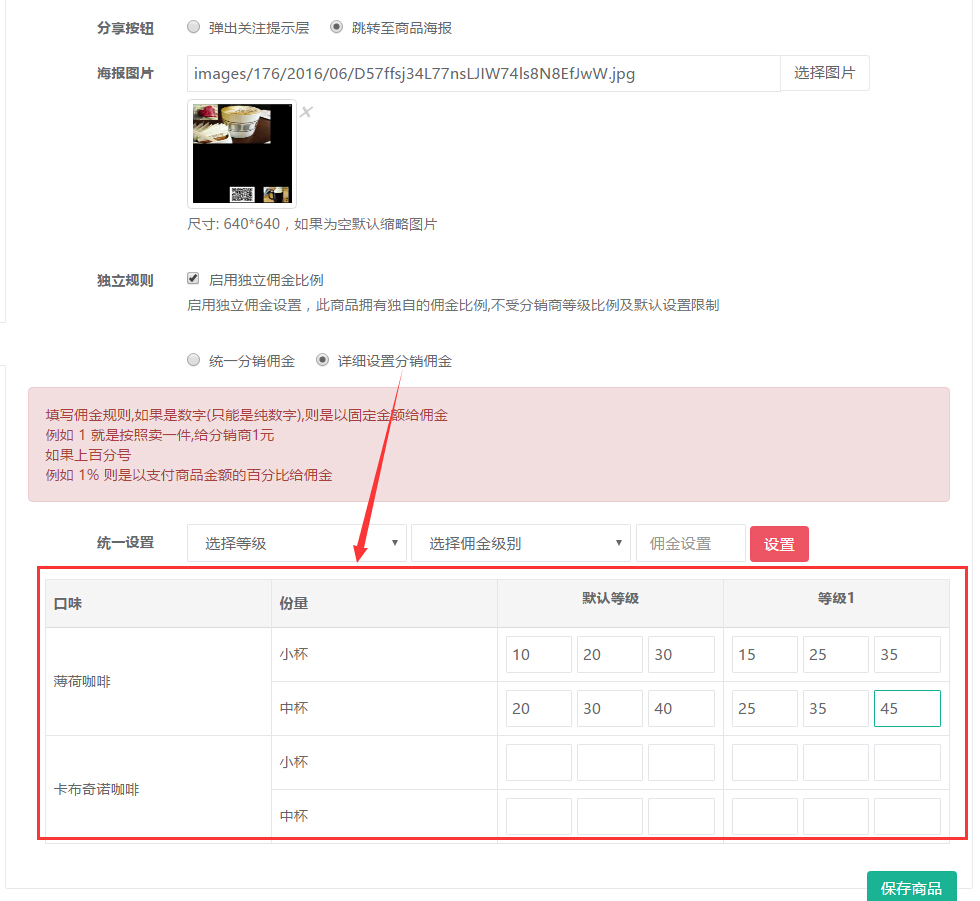 分享按钮 弹出关注提示层 跳转至商品海报
海报图片 images/176/2016/06/D57ffsj34L77nsLJIW74ls8N8EfJwW.jpg 选择图片
尺寸: 640*640，如果为空默认缩略图片
独立规则 启用独立佣金比例
启用独立佣金设置，此商品拥有独自的佣金比例,不受分销商等级比例及默认设置限制
统一分销佣金 详细设置分销佣金
填写佣金规则,如果是数字(只能是纯数字),则是以固定金额给佣金
例如 1 就是按照卖一件,给分销商1元
如果上百分号
例如 1% 则是以支付商品金额的百分比给佣金
统一设置 选择等级 选择佣金级别 佣金设置 设置
口味 份量 默认等级 等级1
薄荷咖啡 小杯 10 20 30 15 25 35
中杯 20 30 40 25 35 45
卡布奇诺咖啡 小杯
中杯
保存商品